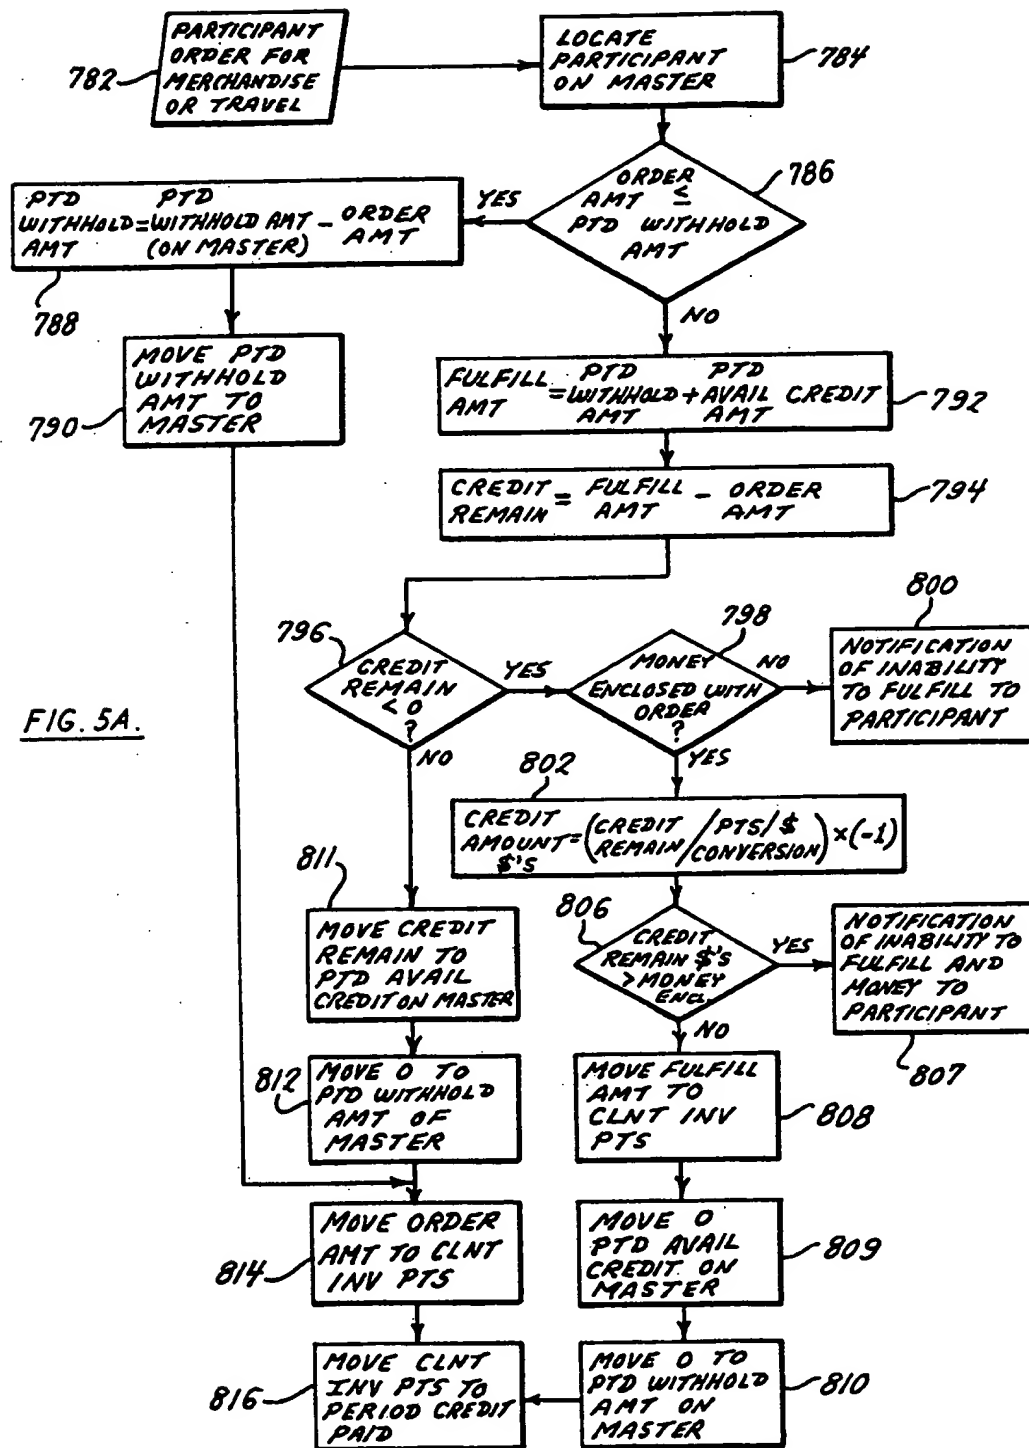 PARTICIPANT
ORDER FOR
MERCHANDISE
OR TRAVEL
782
LOCATE
PARTICIPANT
ON MASTER
784
ORDER
AMT ≤
PTD WITHHOLD
AMT
786
YES
NO
PTD PTD
WITHHOLD=WITHHOLD AMT - ORDER
AMT (ON MASTER) AMT
788
MOVE PTD
WITHHOLD
AMT TO
MASTER
790
FULFILL = PTD WITHHOLD AMT + PTD AVAIL AMT CREDIT
AMT
792
CREDIT REMAIN = FULFILL AMT - ORDER AMT
794
796
CREDIT
REMAIN
< 0
?
YES
NO
798
MONEY
ENCLOSED WITH
ORDER
?
NO
YES
800
NOTIFICATION
OF INABILITY
TO FULFILL TO
PARTICIPANT
FIG. 5A.
802
CREDIT AMOUNT $'S = (CREDIT REMAIN / PTS/$ CONVERSION) × (-1)
806
CREDIT
REMAIN $'S
> MONEY
ENCL.
YES
NO
NOTIFICATION
OF INABILITY TO
FULFILL AND
MONEY TO
PARTICIPANT
807
811
MOVE CREDIT
REMAIN TO
PTD AVAIL
CREDIT ON MASTER
812
MOVE 0 TO
PTD WITHHOLD
AMT OF
MASTER
MOVE FULFILL
AMT TO
CLNT INV
PTS
808
MOVE ORDER
AMT TO CLNT
INV PTS
814
MOVE 0
PTD AVAIL
CREDIT ON
MASTER
809
MOVE CLNT
INV PTS TO
PERIOD CREDIT
PAID
816
MOVE 0 TO
PTD WITHHOLD
AMT ON
MASTER
810